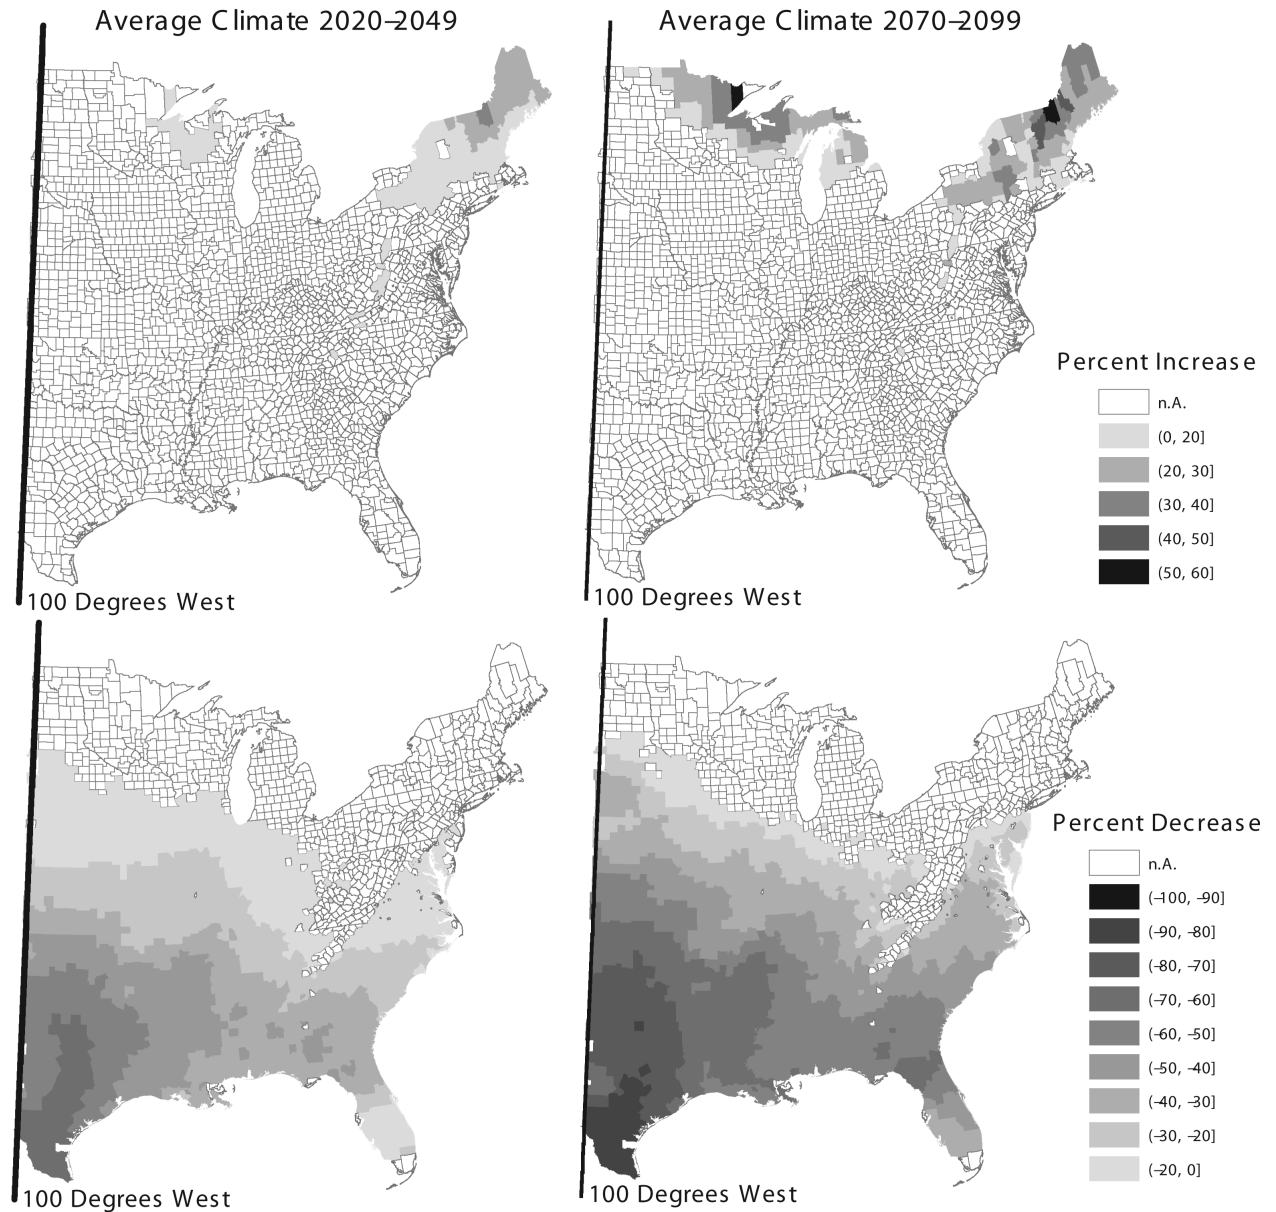 Average Climate 2020–2049
Average Climate 2070–2099
Percent Increase
n.A.
(0, 20]
(20, 30]
(30, 40]
(40, 50]
(50, 60]
100 Degrees West
100 Degrees West
Percent Decrease
n.A.
(–100, –90]
(–90, –80]
(–80, –70]
(–70, –60]
(–60, –50]
(–50, –40]
(–40, –30]
(–30, –20]
(–20, 0]
100 Degrees West
100 Degrees West